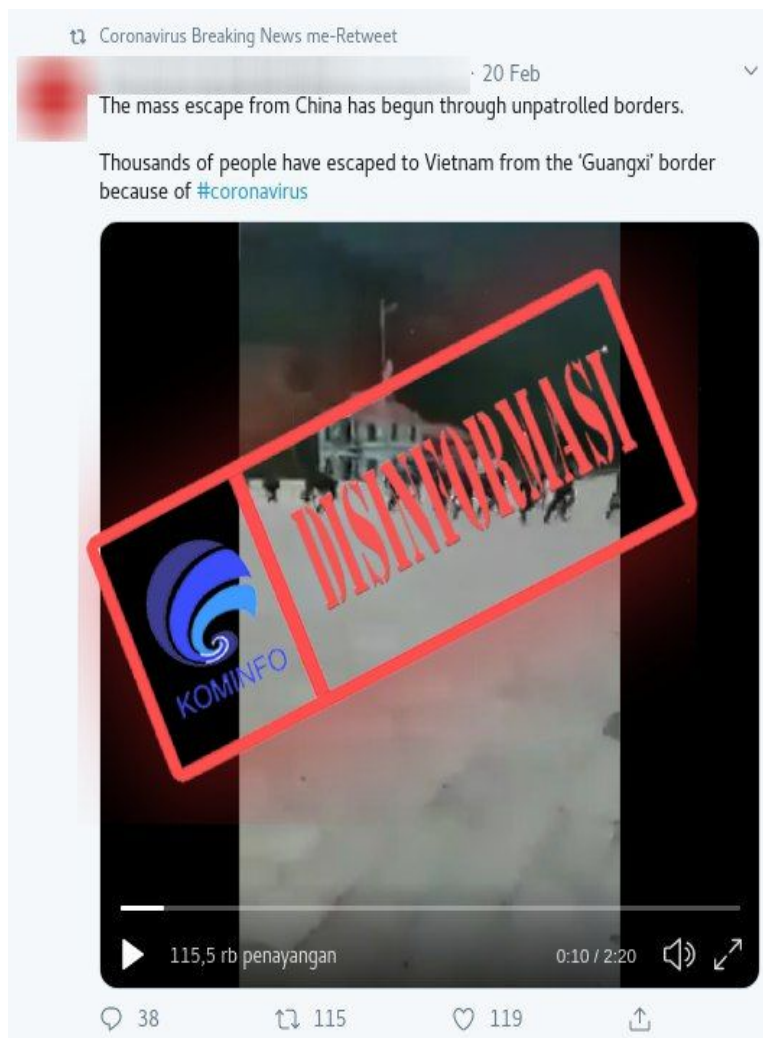 Coronavirus Breaking News me-Retweet
· 20 Feb
The mass escape from China has begun through unpatrolled borders.
Thousands of people have escaped to Vietnam from the 'Guangxi' border
because of #coronavirus
DISINFORMASI
KOMINFO
115,5 rb penayangan
0:10 / 2:20
38
115
119